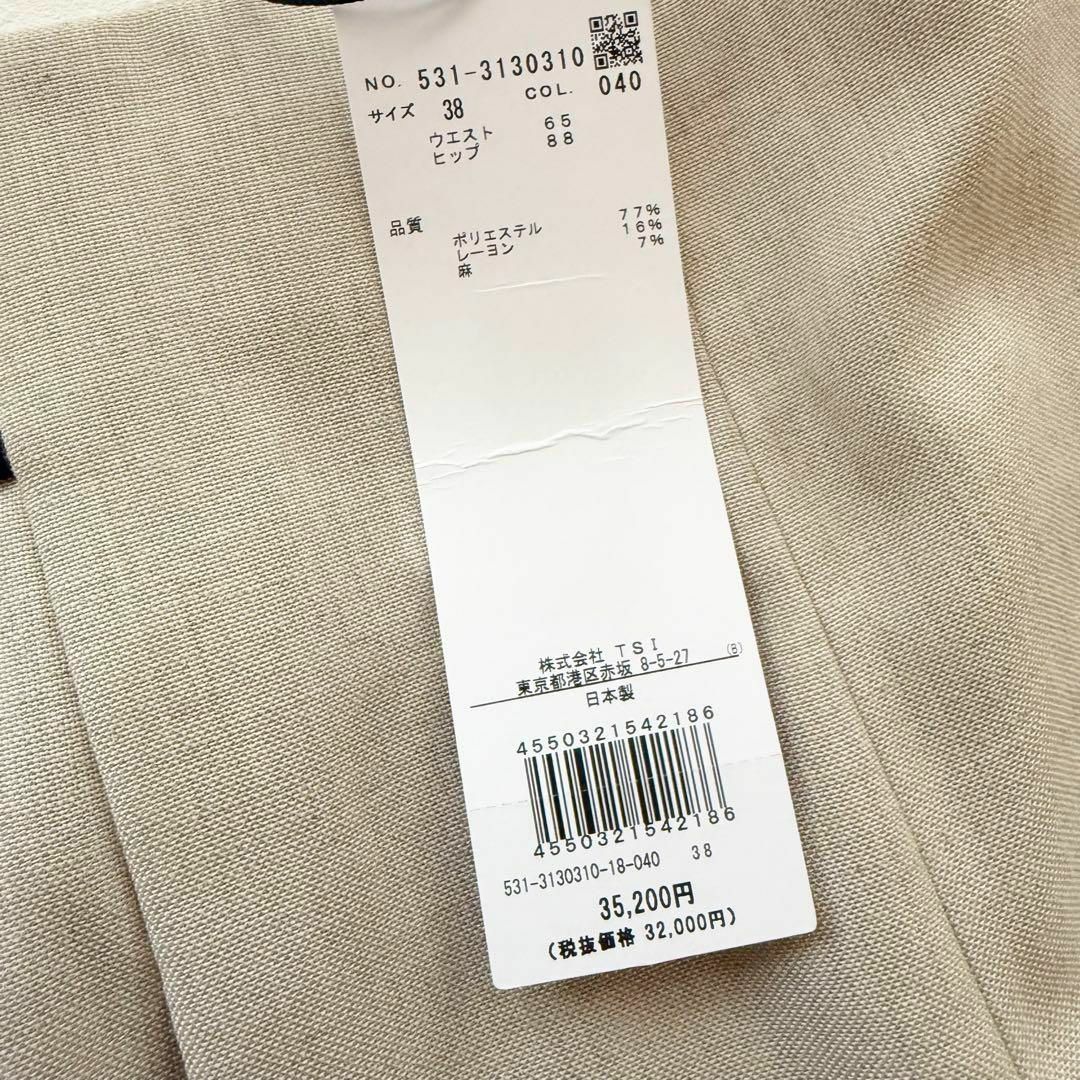 NO. 531-3130310
サイズ 38 COL. 040
ウエスト 65
ヒップ 88
品質
ポリエステル 77%
レーヨン 16%
麻 7%
株式会社 TSI
東京都港区赤坂 8-5-27 (8)
日本製
4550321542186
4550321542186
531-3130310-18-040 38
35,200円
(税抜価格 32,000円)